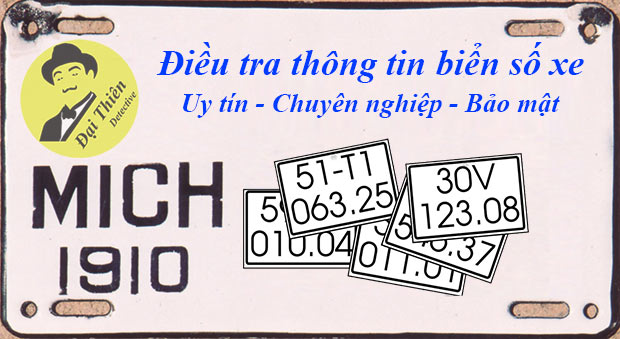 Điều tra thông tin biển số xe
Uy tín - Chuyên nghiệp - Bảo mật
Đại Thiên
Detective
MICH
1910
51-T1
063.25
30V
123.08
010.04
011.01